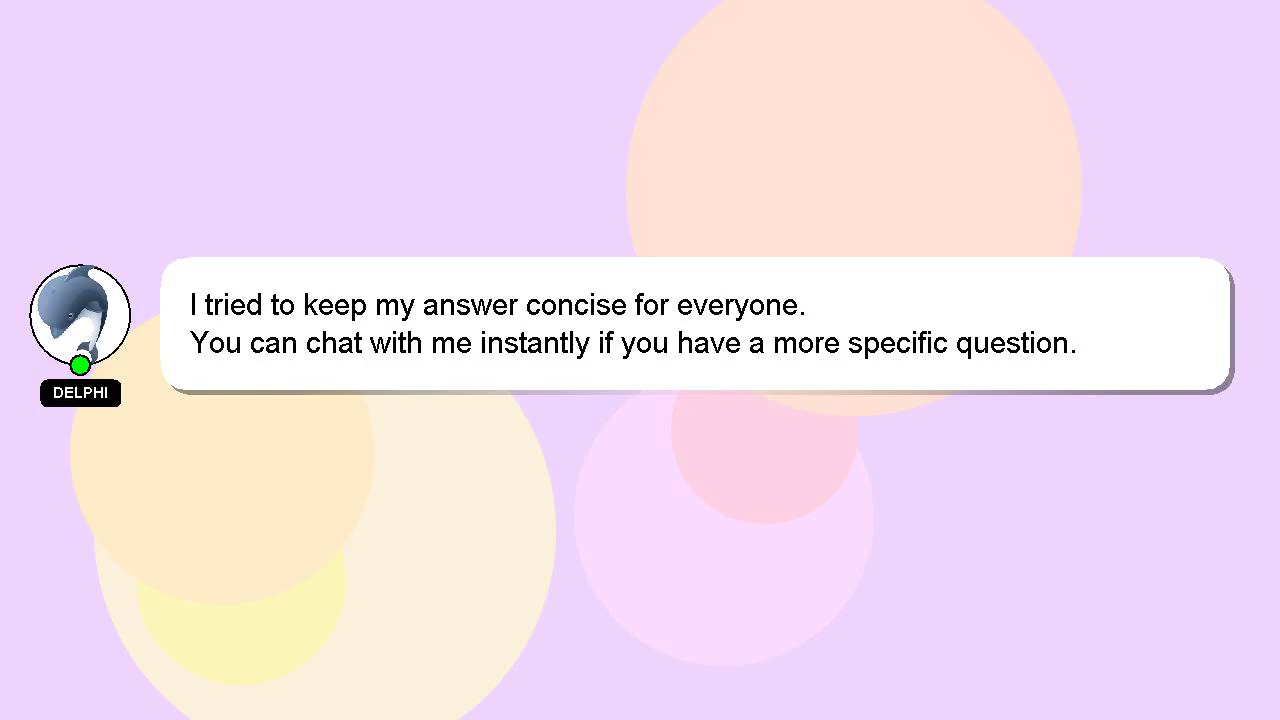 I tried to keep my answer concise for everyone.
You can chat with me instantly if you have a more specific question.
DELPHI